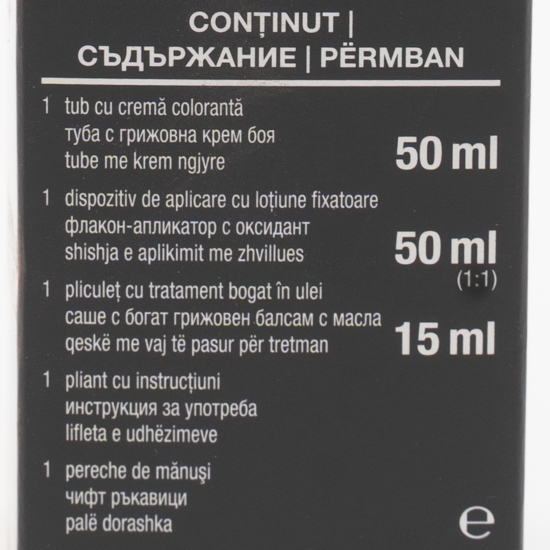 CONȚINUT |
СЪДЪРЖАНИЕ | PËRMBAN
1 tub cu cremă colorantă
туба с грижовна крем боя
tube me krem ngjyre
50 ml
1 dispozitiv de aplicare cu loțiune fixatoare
флакон-апликатор с оксидант
shishja e aplikimit me zhvillues
50 ml
(1:1)
1 pliculeț cu tratament bogat în ulei
саше с богат грижовен балсам с масла
qeskë me vaj të pasur për tretman
15 ml
1 pliant cu instrucțiuni
инструкция за употреба
lifleta e udhëzimeve
1 pereche de mănuşi
чифт ръкавици
palë dorashka
℮